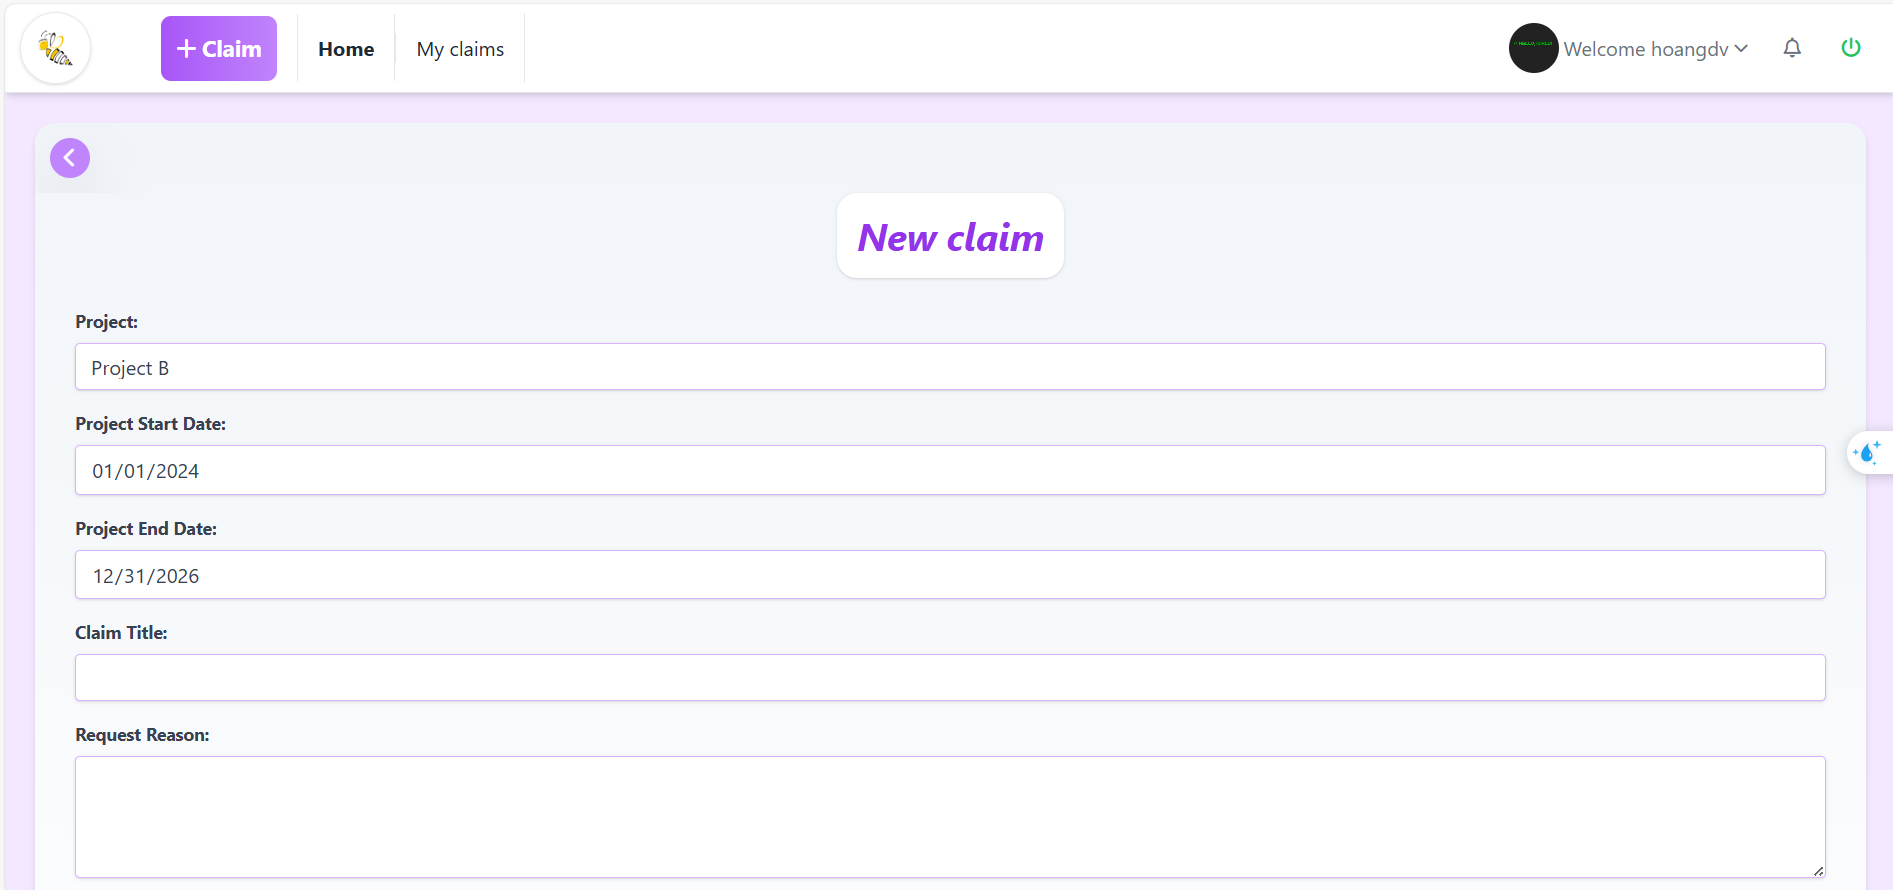 + Claim
Home
My claims
Welcome hoangdv
New claim
Project:
Project B
Project Start Date:
01/01/2024
Project End Date:
12/31/2026
Claim Title:
Request Reason: